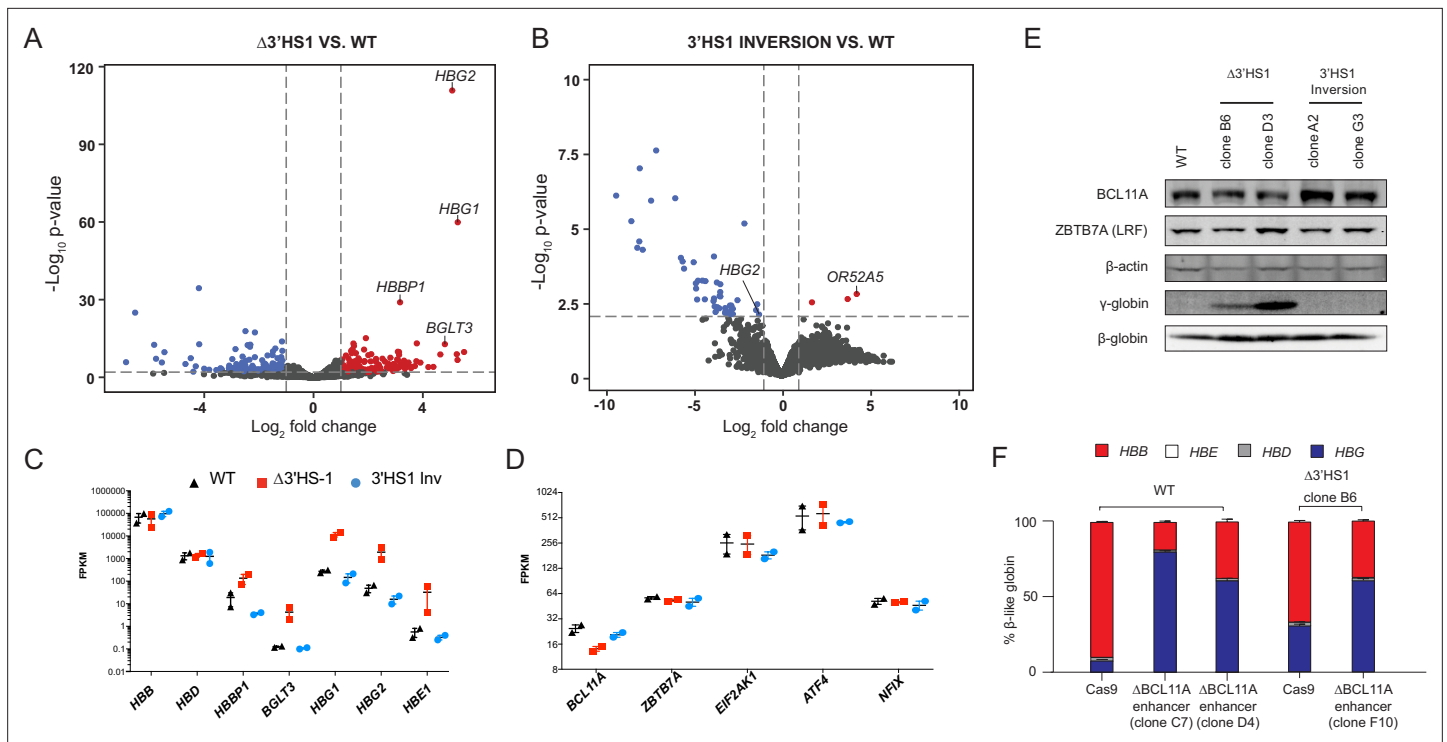 A
Δ3'HS1 VS. WT
120
90
60
30
0
-Log10 p-value
HBG2
HBG1
HBBP1
BGLT3
-4
0
4
Log2 fold change
B
3'HS1 INVERSION VS. WT
10
7.5
5.0
2.5
0
-Log10 p-value
HBG2
OR52A5
-10
-5
0
5
10
Log2 fold change
E
Δ3'HS1
3'HS1
Inversion
WT
clone B6
clone D3
clone A2
clone G3
BCL11A
ZBTB7A (LRF)
β-actin
γ-globin
β-globin
C
WT
Δ3'HS-1
3'HS1 Inv
1000000
100000
10000
1000
100
10
1
0.1
0.01
FPKM
HBB
HBD
HBBP1
BGLT3
HBG1
HBG2
HBE1
D
1024
512
256
128
64
32
16
8
FPKM
BCL11A
ZBTB7A
EIF2AK1
ATF4
NFIX
F
HBB HBE HBD HBG
WT
Δ3'HS1
clone B6
100
50
0
% β-like globin
Cas9
ΔBCL11A
enhancer
(clone C7)
ΔBCL11A
enhancer
(clone D4)
Cas9
ΔBCL11A
enhancer
(clone F10)